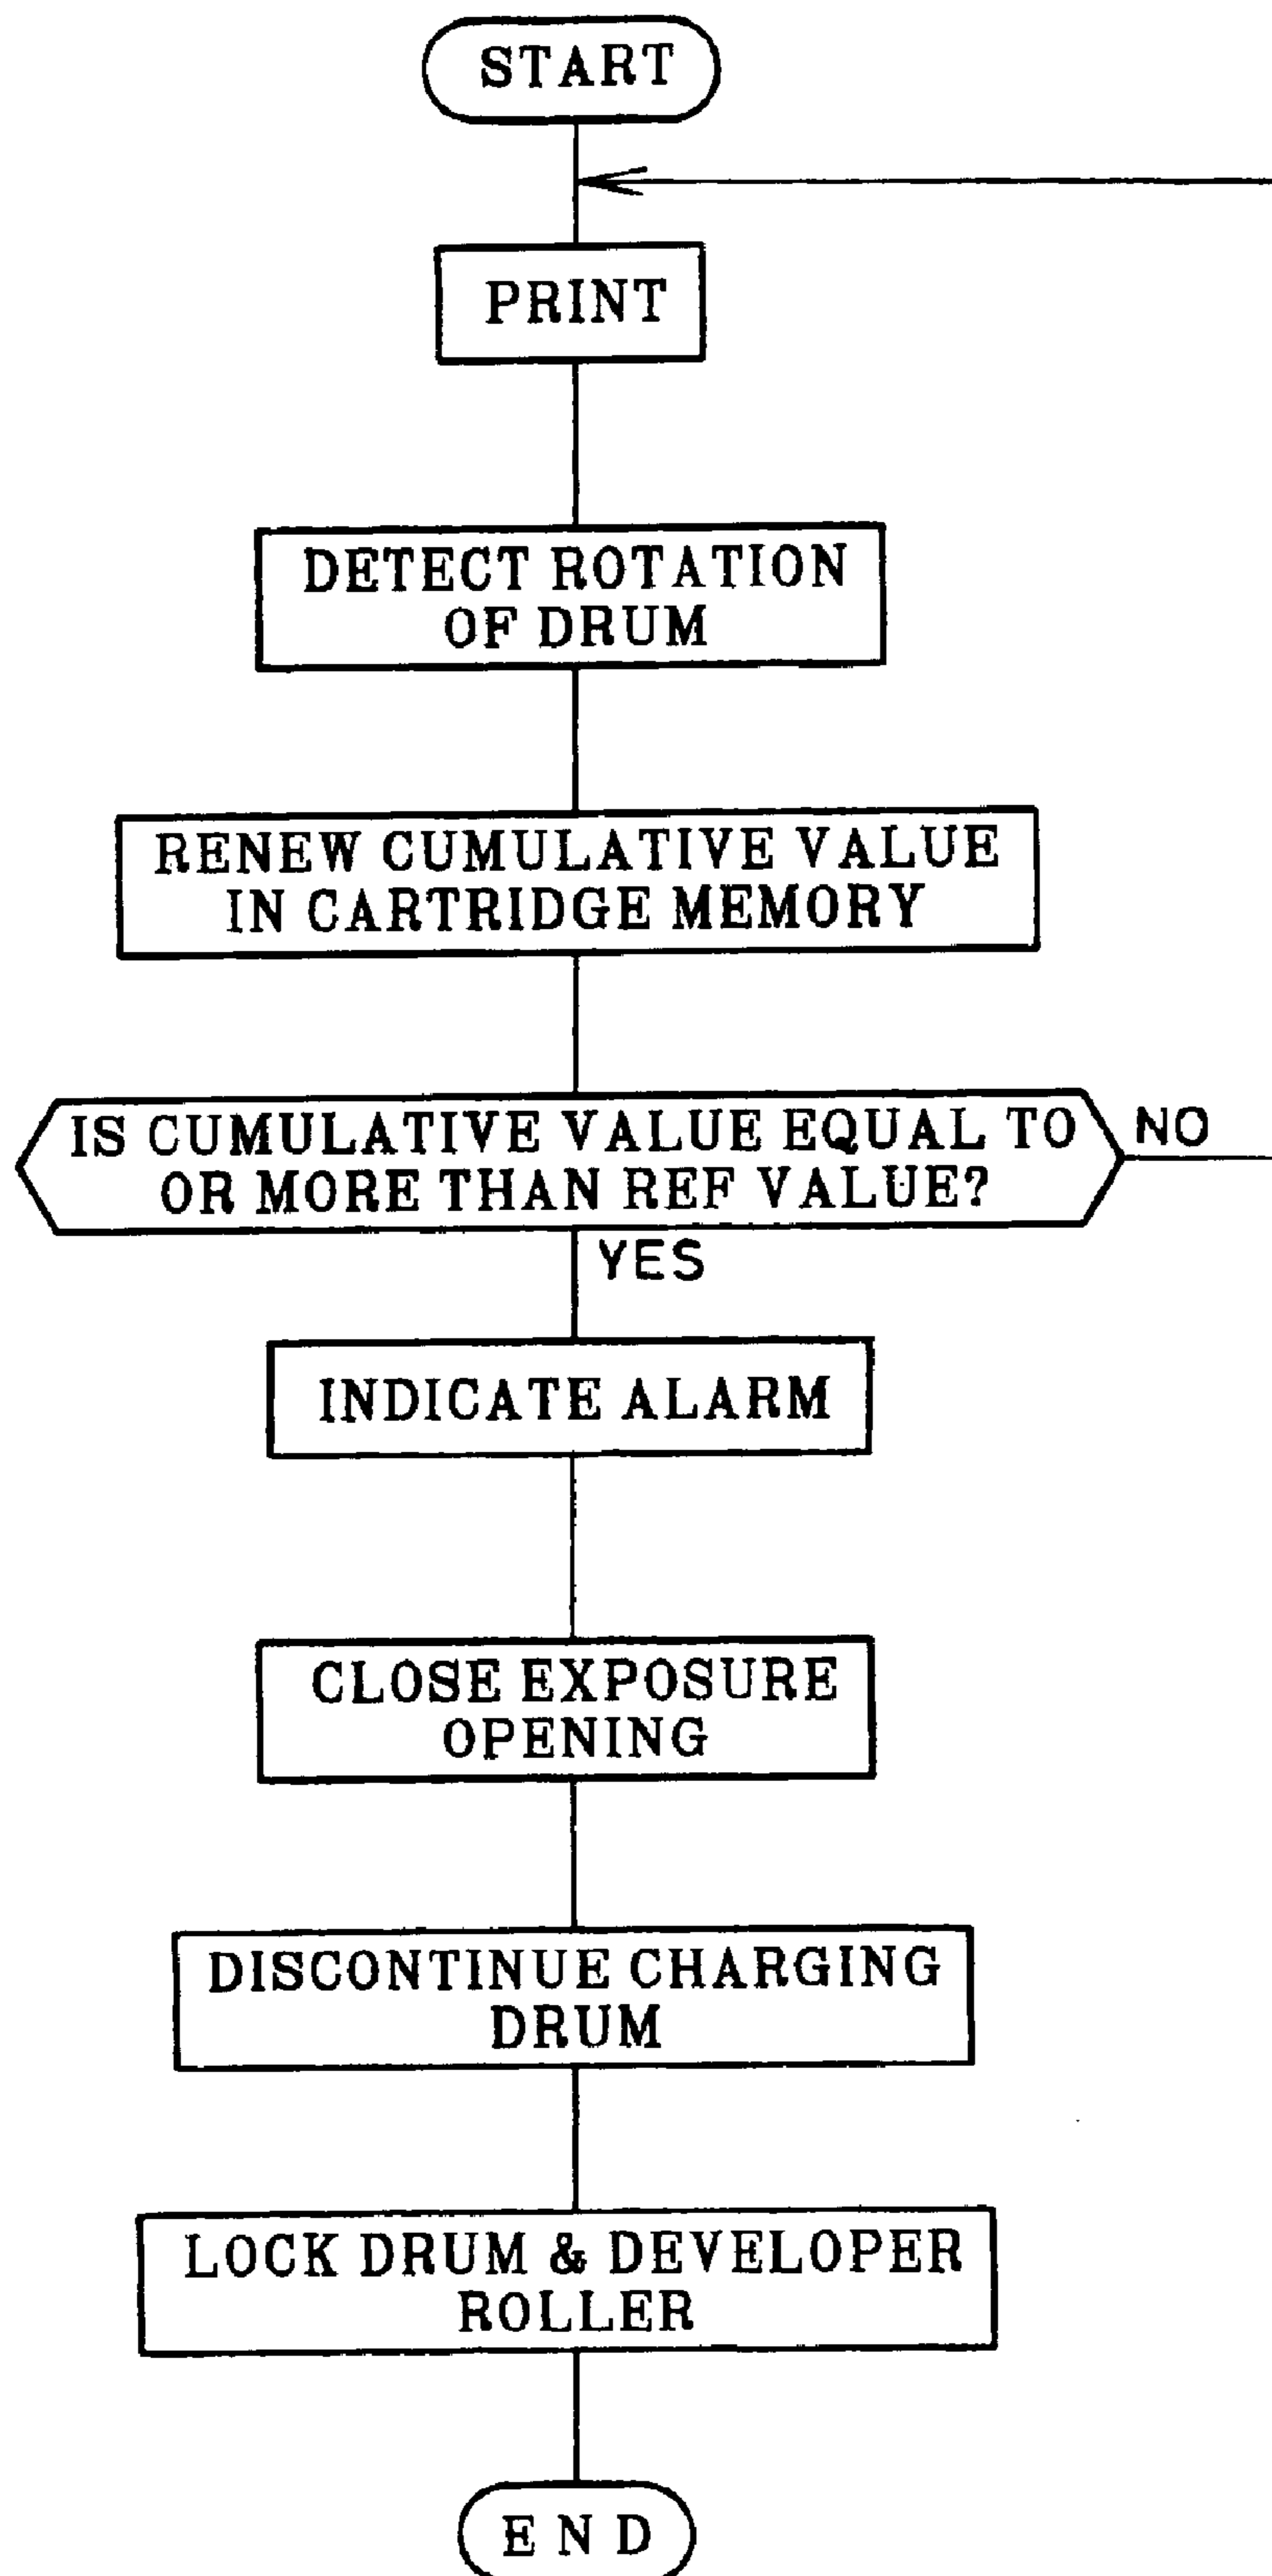 START
PRINT
DETECT ROTATION
OF DRUM
RENEW CUMULATIVE VALUE
IN CARTRIDGE MEMORY
IS CUMULATIVE VALUE EQUAL TO
OR MORE THAN REF VALUE?
NO
YES
INDICATE ALARM
CLOSE EXPOSURE
OPENING
DISCONTINUE CHARGING
DRUM
LOCK DRUM & DEVELOPER
ROLLER
END